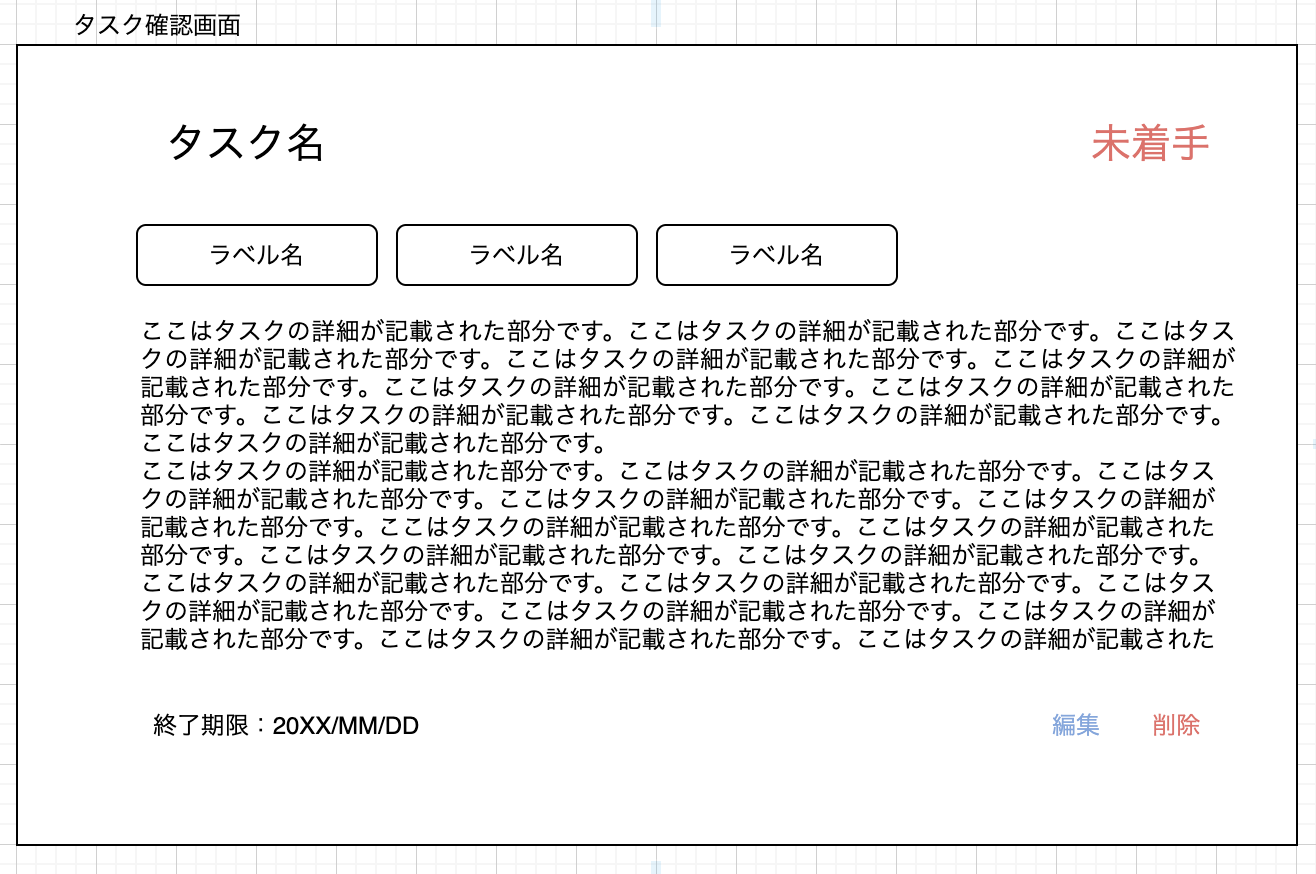 タスク確認画面
タスク名
未着手
ラベル名
ラベル名
ラベル名
ここはタスクの詳細が記載された部分です。ここはタスクの詳細が記載された部分です。ここはタス
クの詳細が記載された部分です。ここはタスクの詳細が記載された部分です。ここはタスクの詳細が
記載された部分です。ここはタスクの詳細が記載された部分です。ここはタスクの詳細が記載された
部分です。ここはタスクの詳細が記載された部分です。ここはタスクの詳細が記載された部分です。
ここはタスクの詳細が記載された部分です。
ここはタスクの詳細が記載された部分です。ここはタスクの詳細が記載された部分です。ここはタス
クの詳細が記載された部分です。ここはタスクの詳細が記載された部分です。ここはタスクの詳細が
記載された部分です。ここはタスクの詳細が記載された部分です。ここはタスクの詳細が記載された
部分です。ここはタスクの詳細が記載された部分です。ここはタスクの詳細が記載された部分です。
ここはタスクの詳細が記載された部分です。ここはタスクの詳細が記載された部分です。ここはタス
クの詳細が記載された部分です。ここはタスクの詳細が記載された部分です。ここはタスクの詳細が
記載された部分です。ここはタスクの詳細が記載された部分です。ここはタスクの詳細が記載された
終了期限：20XX/MM/DD
編集
削除